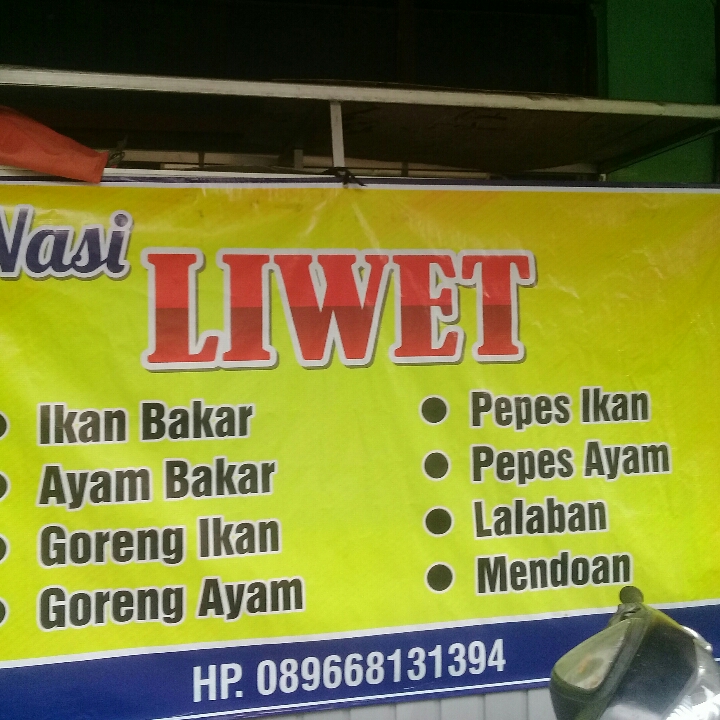 Nasi
LIWET
Ikan Bakar
Ayam Bakar
Goreng Ikan
Goreng Ayam
Pepes Ikan
Pepes Ayam
Lalaban
Mendoan
HP. 089668131394